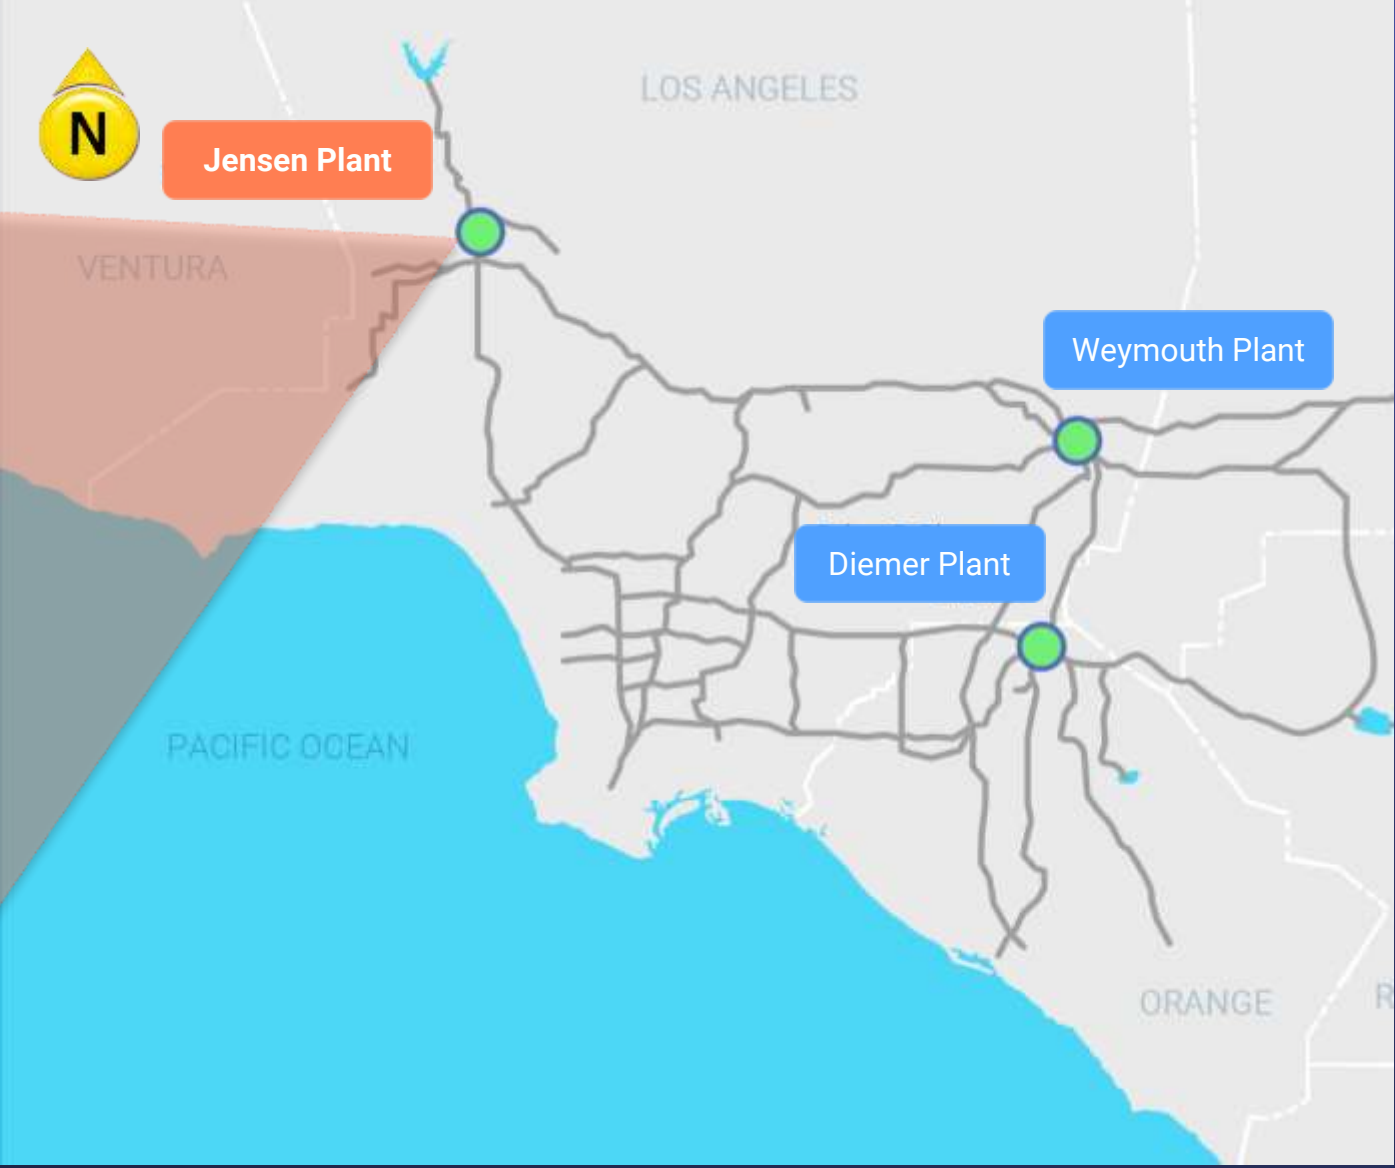 LOS ANGELES
N
Jensen Plant
VENTURA
Weymouth Plant
Diemer Plant
PACIFIC OCEAN
ORANGE
R